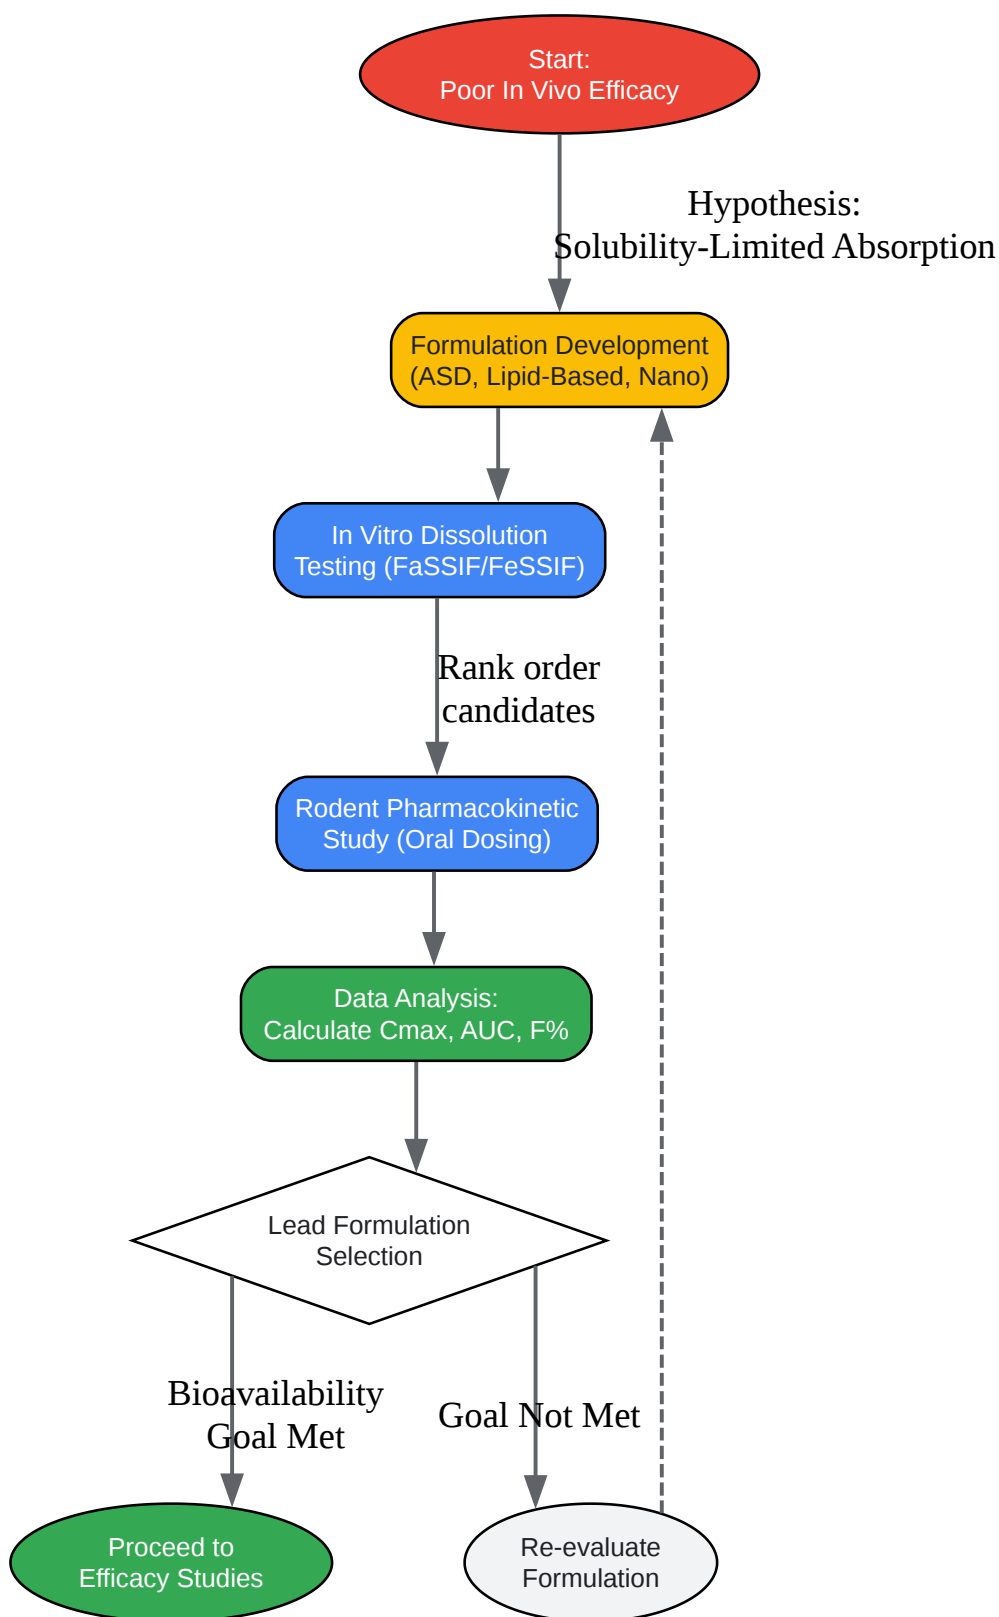 Start:
Poor In Vivo Efficacy
Hypothesis:
Solubility-Limited Absorption
Formulation Development
(ASD, Lipid-Based, Nano)
In Vitro Dissolution
Testing (FaSSIF/FeSSIF)
Rank order
candidates
Rodent Pharmacokinetic
Study (Oral Dosing)
Data Analysis:
Calculate Cmax, AUC, F%
Lead Formulation
Selection
Bioavailability
Goal Met
Goal Not Met
Proceed to
Efficacy Studies
Re-evaluate
Formulation